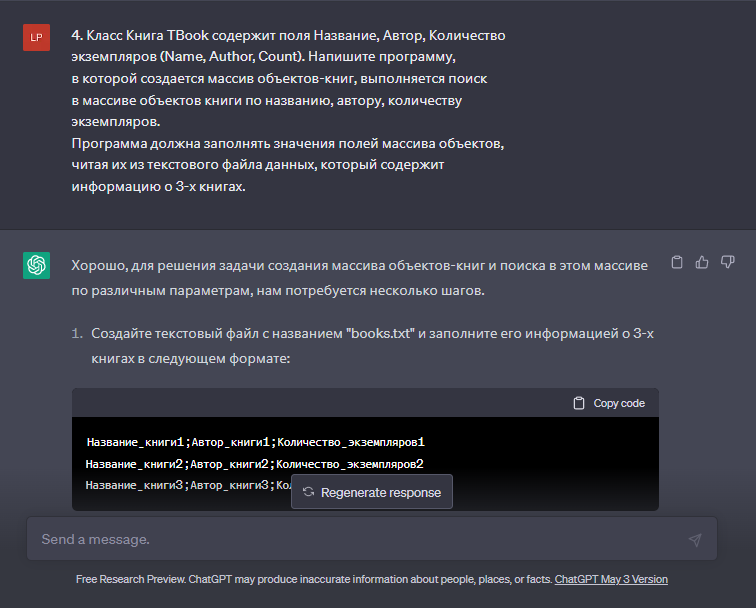 LP
4. Класс Книга TBook содержит поля Название, Автор, Количество
экземпляров (Name, Author, Count). Напишите программу,
в которой создается массив объектов-книг, выполняется поиск
в массиве объектов книги по названию, автору, количеству
экземпляров.
Программа должна заполнять значения полей массива объектов,
читая их из текстового файла данных, который содержит
информацию о 3-х книгах.
Хорошо, для решения задачи создания массива объектов-книг и поиска в этом массиве
по различным параметрам, нам потребуется несколько шагов.
1. Создайте текстовый файл с названием "books.txt" и заполните его информацией о 3-х
книгах в следующем формате:
Copy code
Название_книги1;Автор_книги1;Количество_экземпляров1
Название_книги2;Автор_книги2;Количество_экземпляров2
Название_книги3;Автор_книги3;
Regenerate response
Send a message.
Free Research Preview. ChatGPT may produce inaccurate information about people, places, or facts. ChatGPT May 3 Version